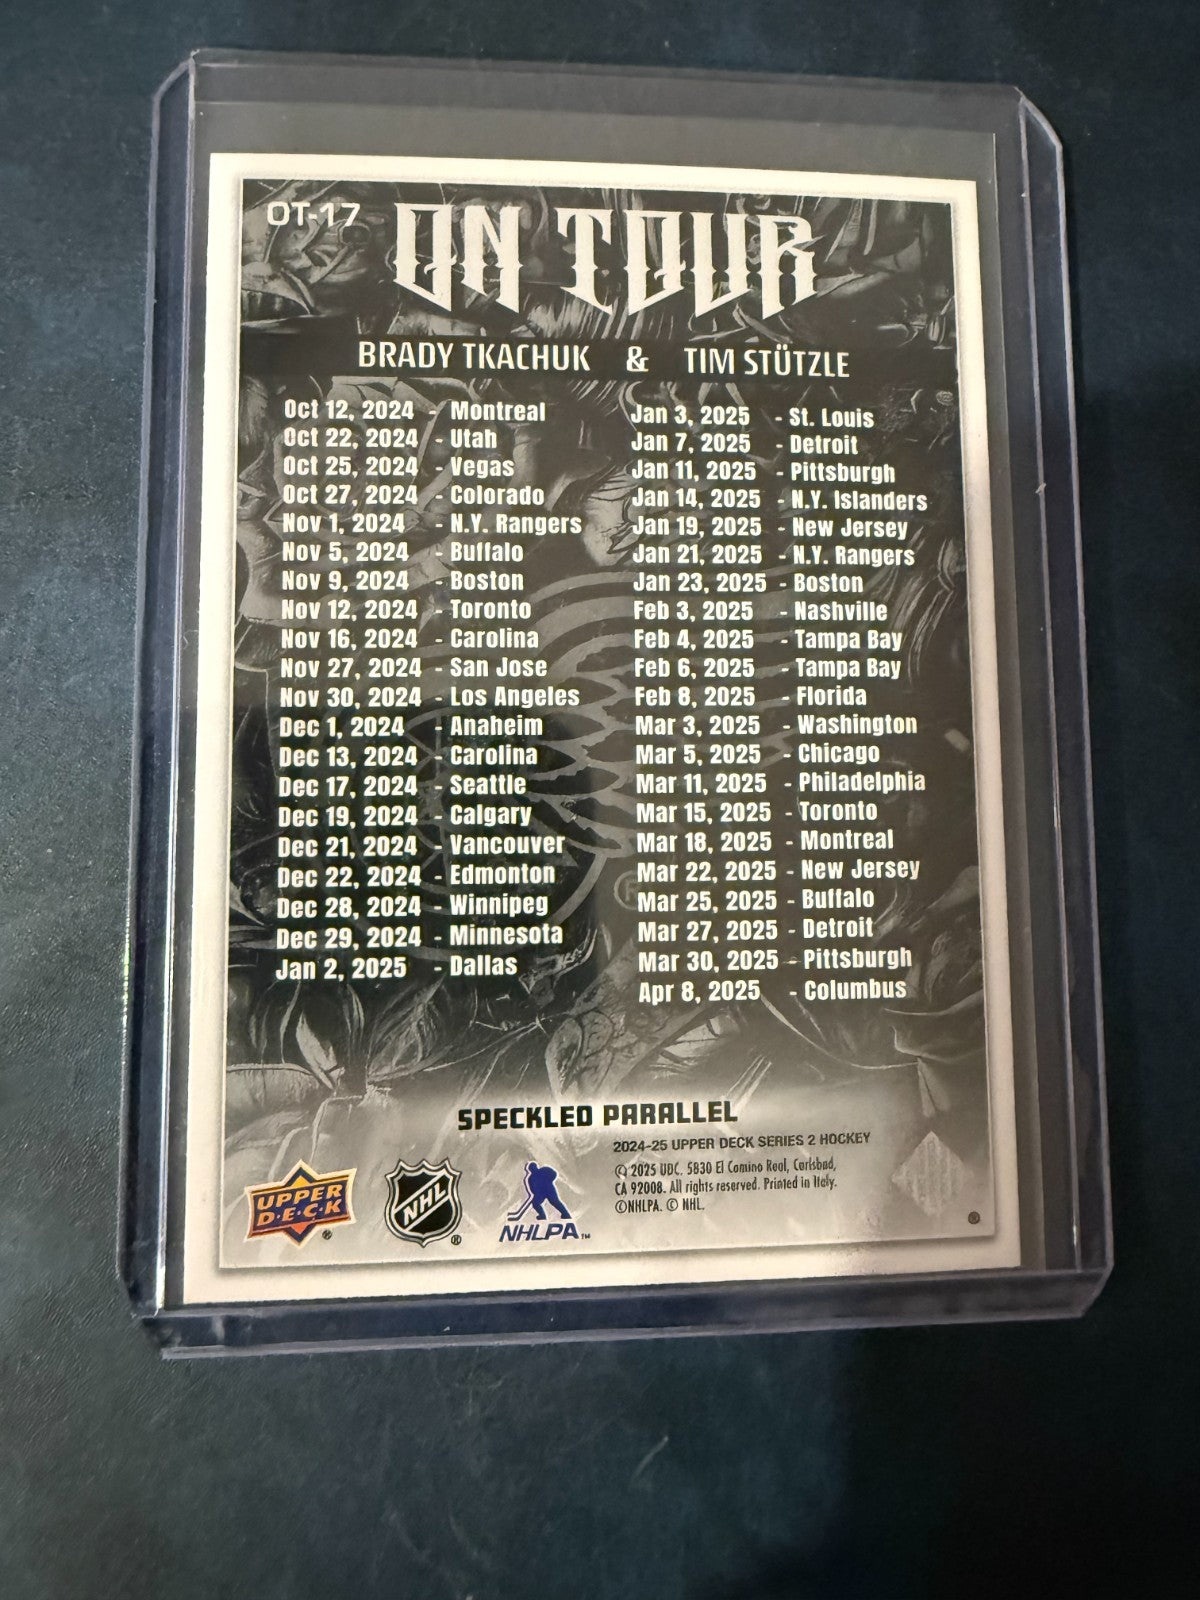 OT-17
ON TOUR
BRADY TKACHUK & TIM STÜTZLE
Oct 12, 2024 - Montreal
Oct 22, 2024 - Utah
Oct 25, 2024 - Vegas
Oct 27, 2024 - Colorado
Nov 1, 2024 - N.Y. Rangers
Nov 5, 2024 - Buffalo
Nov 9, 2024 - Boston
Nov 12, 2024 - Toronto
Nov 16, 2024 - Carolina
Nov 27, 2024 - San Jose
Nov 30, 2024 - Los Angeles
Dec 1, 2024 - Anaheim
Dec 13, 2024 - Carolina
Dec 17, 2024 - Seattle
Dec 19, 2024 - Calgary
Dec 21, 2024 - Vancouver
Dec 22, 2024 - Edmonton
Dec 28, 2024 - Winnipeg
Dec 29, 2024 - Minnesota
Jan 2, 2025 - Dallas
Jan 3, 2025 - St. Louis
Jan 7, 2025 - Detroit
Jan 11, 2025 - Pittsburgh
Jan 14, 2025 - N.Y. Islanders
Jan 19, 2025 - New Jersey
Jan 21, 2025 - N.Y. Rangers
Jan 23, 2025 - Boston
Feb 3, 2025 - Nashville
Feb 4, 2025 - Tampa Bay
Feb 6, 2025 - Tampa Bay
Feb 8, 2025 - Florida
Mar 3, 2025 - Washington
Mar 5, 2025 - Chicago
Mar 11, 2025 - Philadelphia
Mar 15, 2025 - Toronto
Mar 18, 2025 - Montreal
Mar 22, 2025 - New Jersey
Mar 25, 2025 - Buffalo
Mar 27, 2025 - Detroit
Mar 30, 2025 - Pittsburgh
Apr 8, 2025 - Columbus
SPECKLED PARALLEL
2024-25 UPPER DECK SERIES 2 HOCKEY
© 2025 UDC. 5830 El Camino Real, Carlsbad,
CA 92008. All rights reserved. Printed in Italy.
©NHLPA. © NHL.
UPPER
D·E·C·K ®
NHL ®
NHLPA™
®